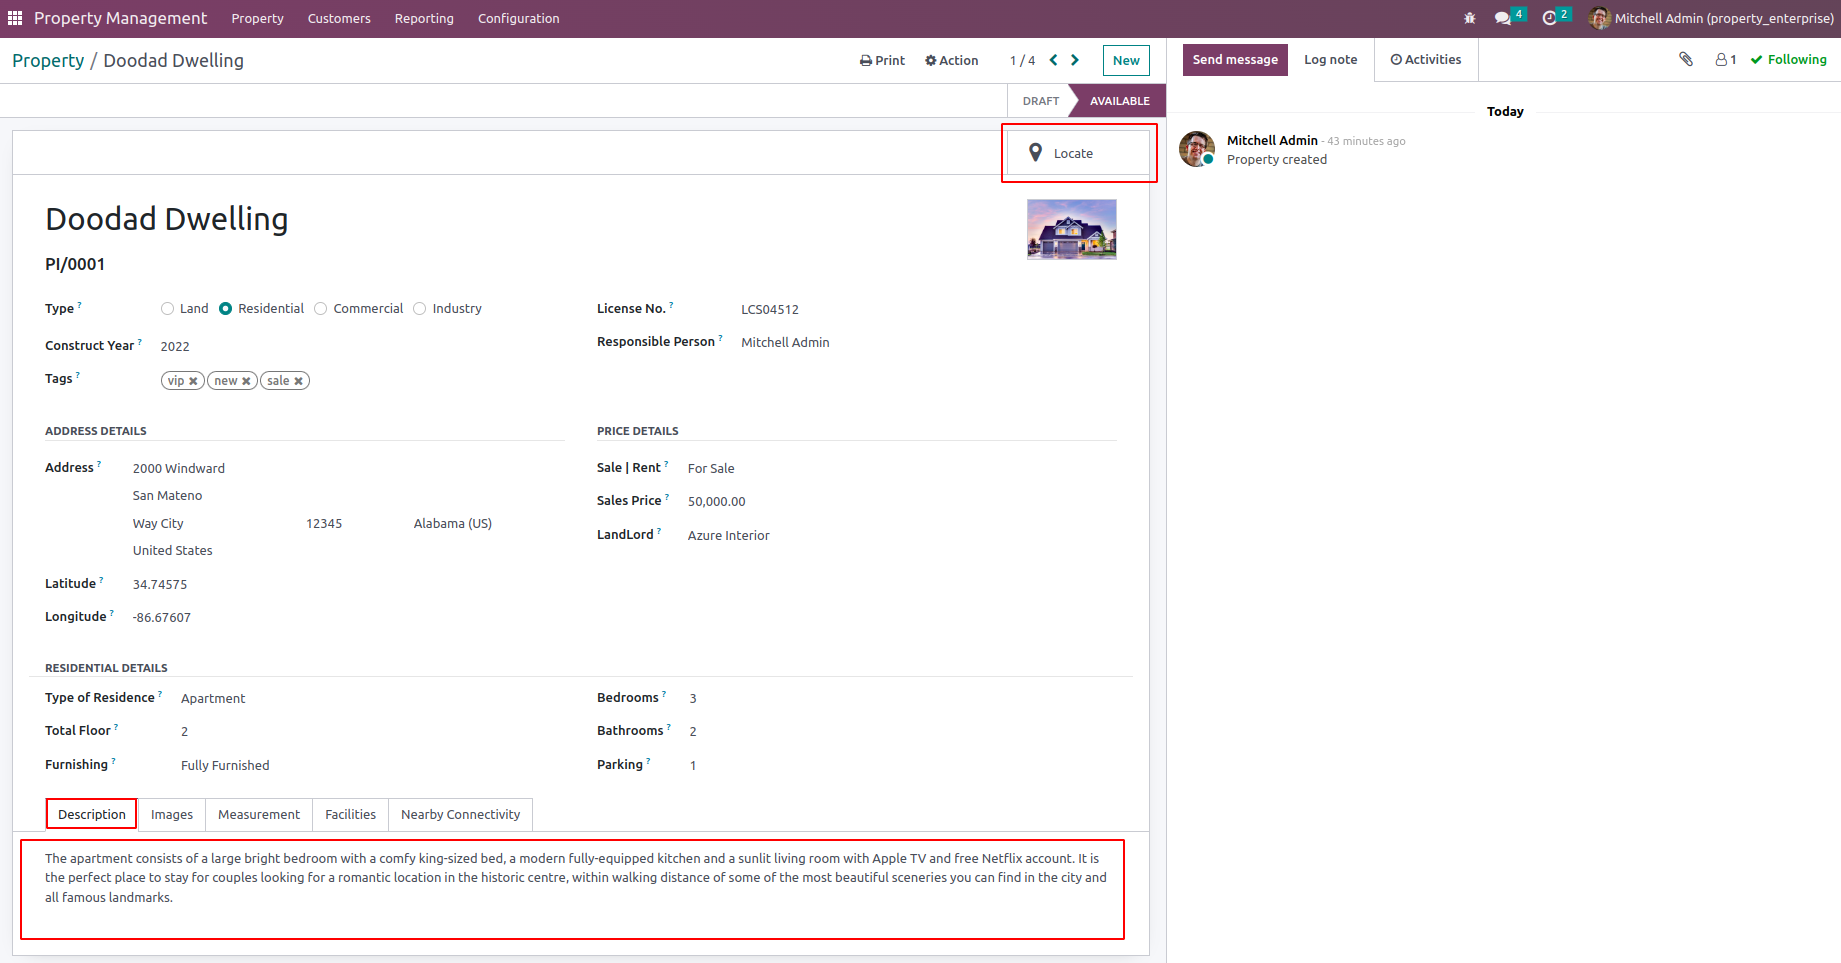 Property Management Property Customers Reporting Configuration 4 2 Mitchell Admin (property_enterprise)
Property / Doodad Dwelling Print Action 1 / 4 New
Send message Log note Activities 1 Following
DRAFT AVAILABLE
Today
Locate
Mitchell Admin - 43 minutes ago
Property created
Doodad Dwelling
PI/0001
Type ? Land Residential Commercial Industry
License No. ? LCS04512
Construct Year ? 2022
Responsible Person ? Mitchell Admin
Tags ? vip new sale
ADDRESS DETAILS
Address ? 2000 Windward
San Mateno
Way City 12345 Alabama (US)
United States
Latitude ? 34.74575
Longitude ? -86.67607
PRICE DETAILS
Sale | Rent ? For Sale
Sales Price ? 50,000.00
LandLord ? Azure Interior
RESIDENTIAL DETAILS
Type of Residence ? Apartment
Total Floor ? 2
Furnishing ? Fully Furnished
Bedrooms ? 3
Bathrooms ? 2
Parking ? 1
Description Images Measurement Facilities Nearby Connectivity
The apartment consists of a large bright bedroom with a comfy king-sized bed, a modern fully-equipped kitchen and a sunlit living room with Apple TV and free Netflix account. It is
the perfect place to stay for couples looking for a romantic location in the historic centre, within walking distance of some of the most beautiful sceneries you can find in the city and
all famous landmarks.